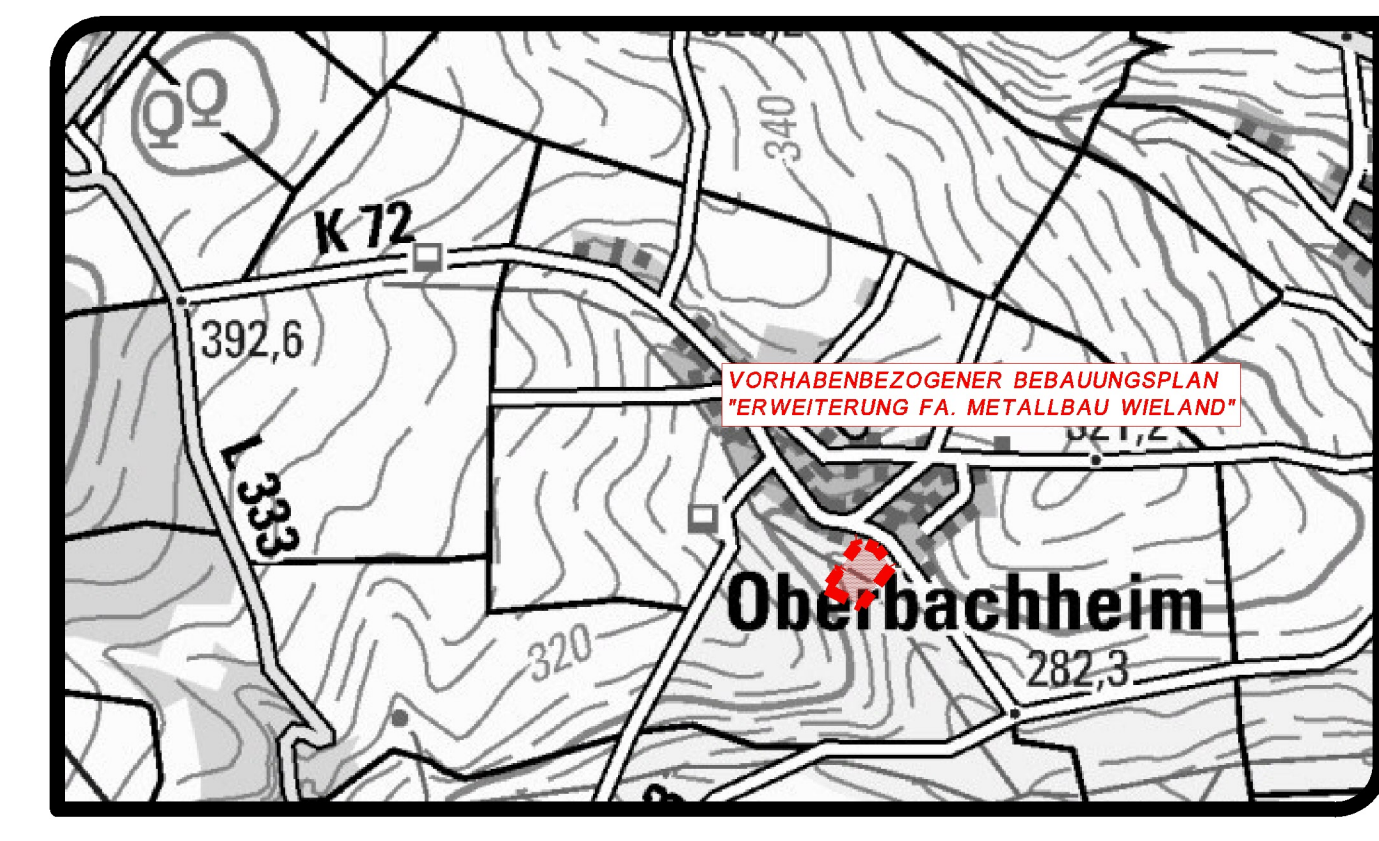 340
K 72
392,6
VORHABENBEZOGENER BEBAUUNGSPLAN
"ERWEITERUNG FA. METALLBAU WIELAND"
L 333
Oberbachheim
320
282,3